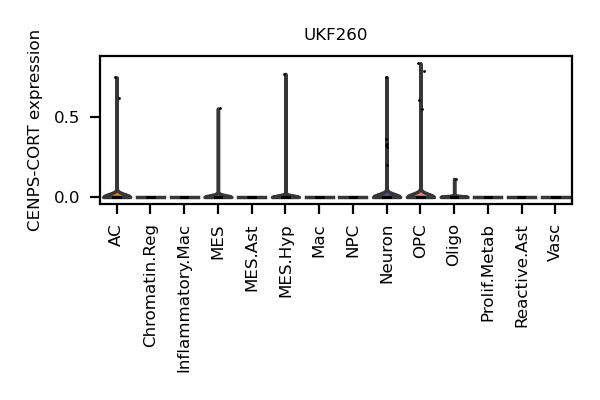 UKF260
CENPS-CORT expression
0.5
0.0
AC
Chromatin.Reg
Inflammatory.Mac
MES
MES.Ast
MES.Hyp
Mac
NPC
Neuron
OPC
Oligo
Prolif.Metab
Reactive.Ast
Vasc